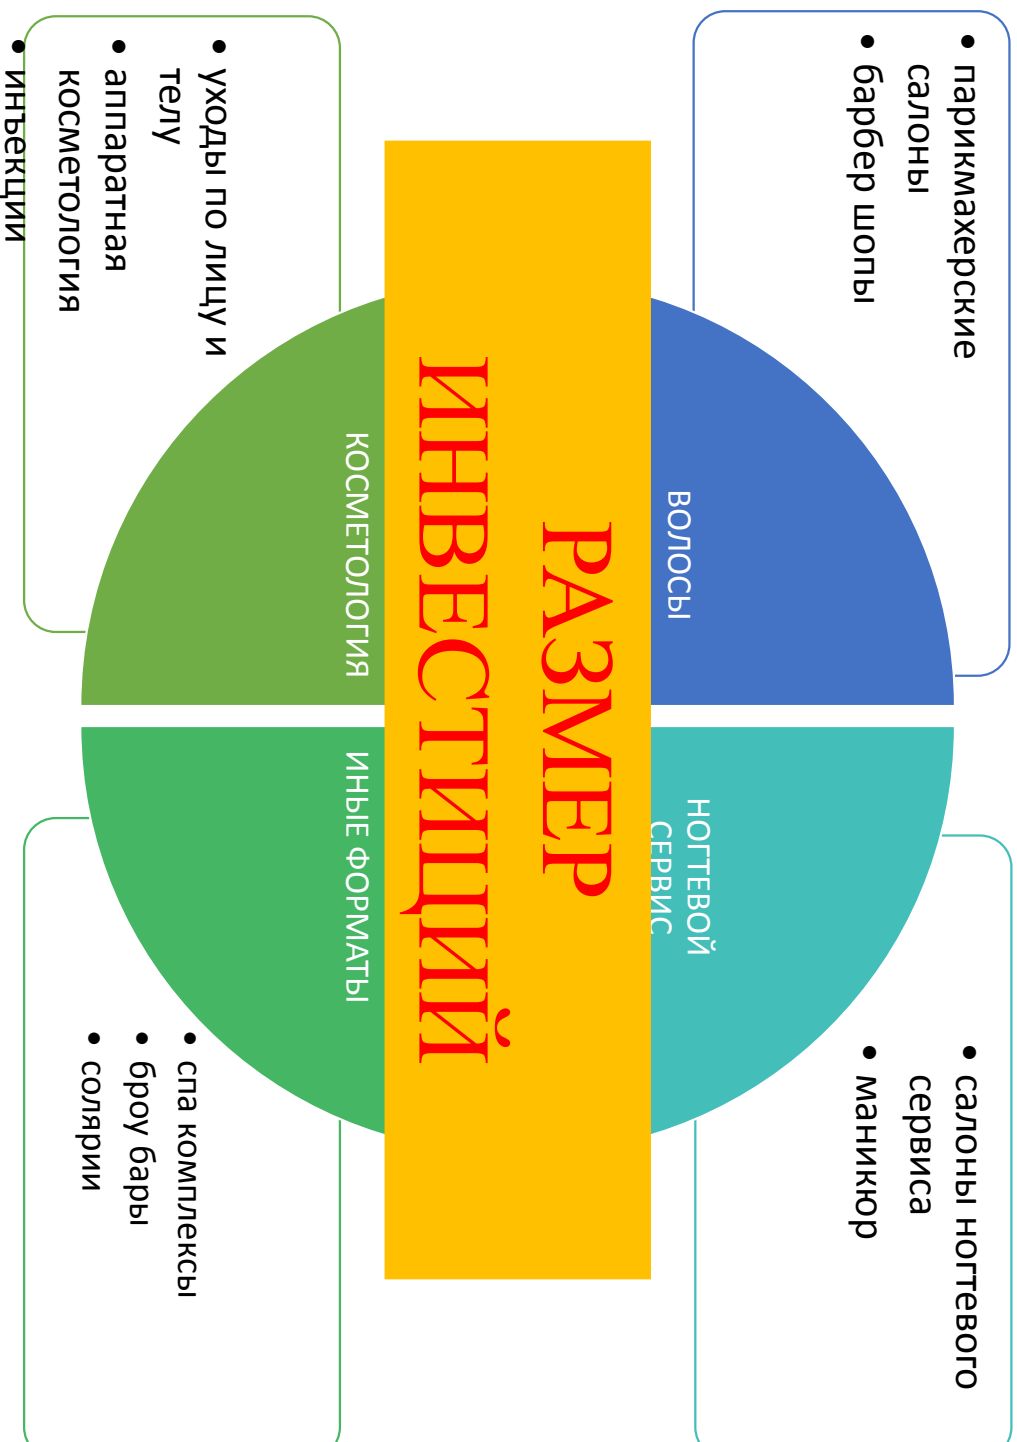 • парикмахерские
салоны
• барбер шопы
• салоны ногтевого
сервиса
• маникюр
ВОЛОСЫ
НОГТЕВОЙ
СЕРВИС
РАЗМЕР
ИНВЕСТИЦИЙ
КОСМЕТОЛОГИЯ
ИНЫЕ ФОРМАТЫ
• уходы по лицу и
телу
• аппаратная
косметология
• инъекции
• спа комплексы
• броу бары
• солярии